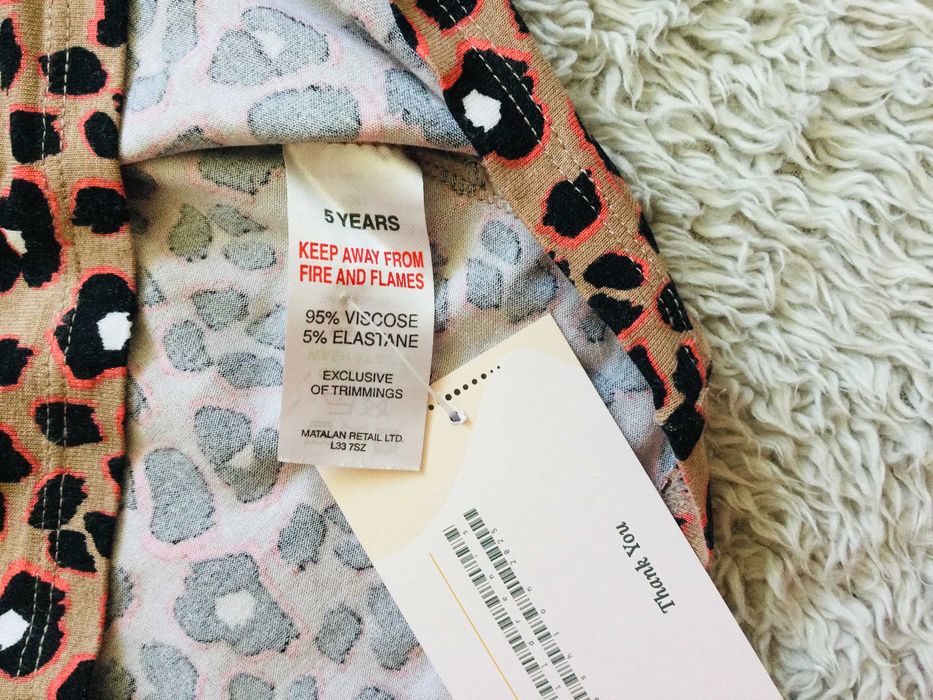 5 YEARS
KEEP AWAY FROM
FIRE AND FLAMES
95% VISCOSE
5% ELASTANE
EXCLUSIVE
OF TRIMMINGS
MATALAN RETAIL LTD.
L33 7SZ
Thank You
2025